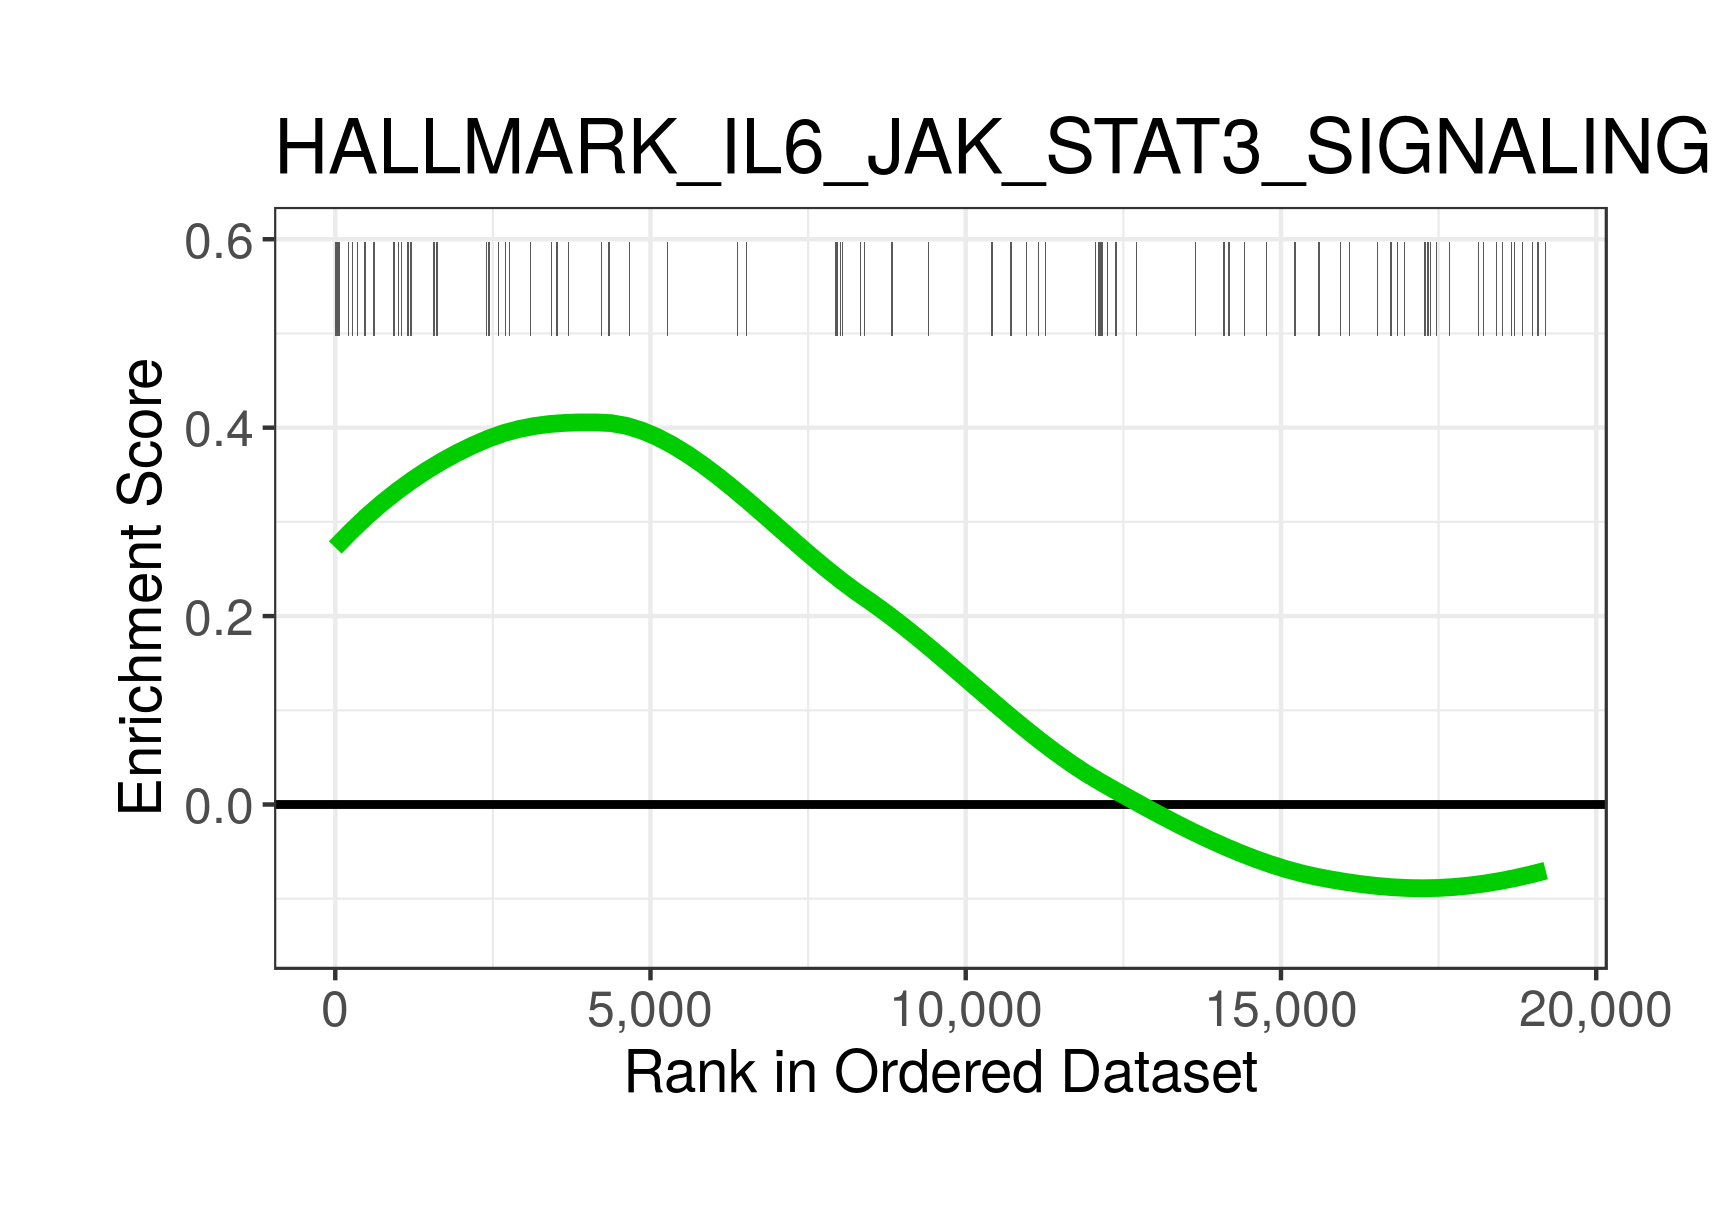 HALLMARK_IL6_JAK_STAT3_SIGNALING
0.6
0.4
0.2
0.0
Enrichment Score
0 5,000 10,000 15,000 20,000
Rank in Ordered Dataset